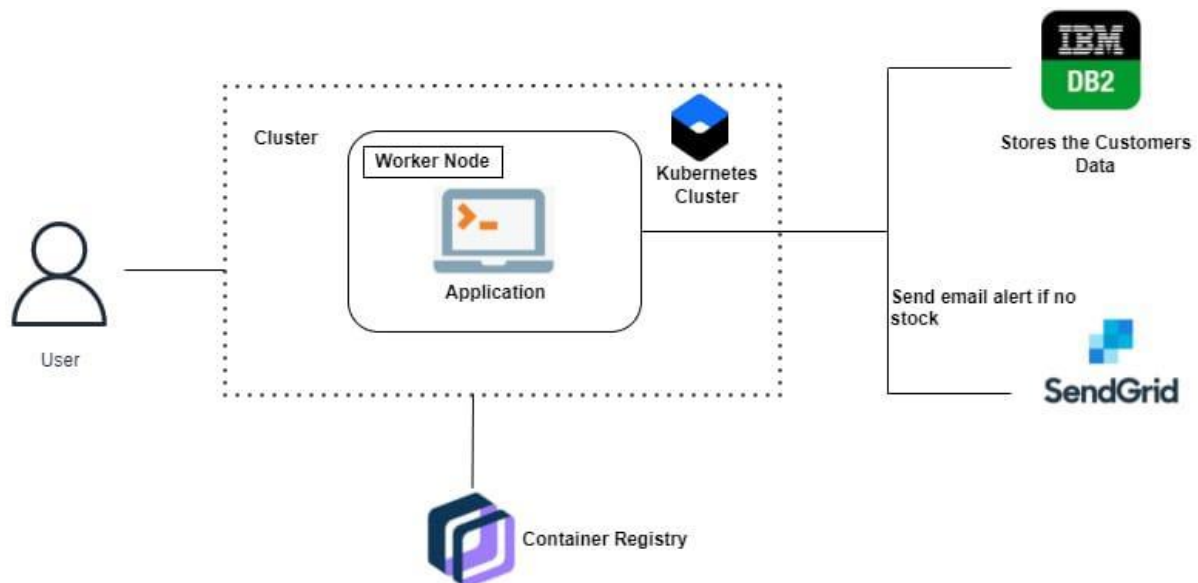 IBM
DB2
Stores the Customers
Data
Cluster
Worker Node
Kubernetes
Cluster
Application
User
Send email alert if no
stock
SendGrid
Container Registry